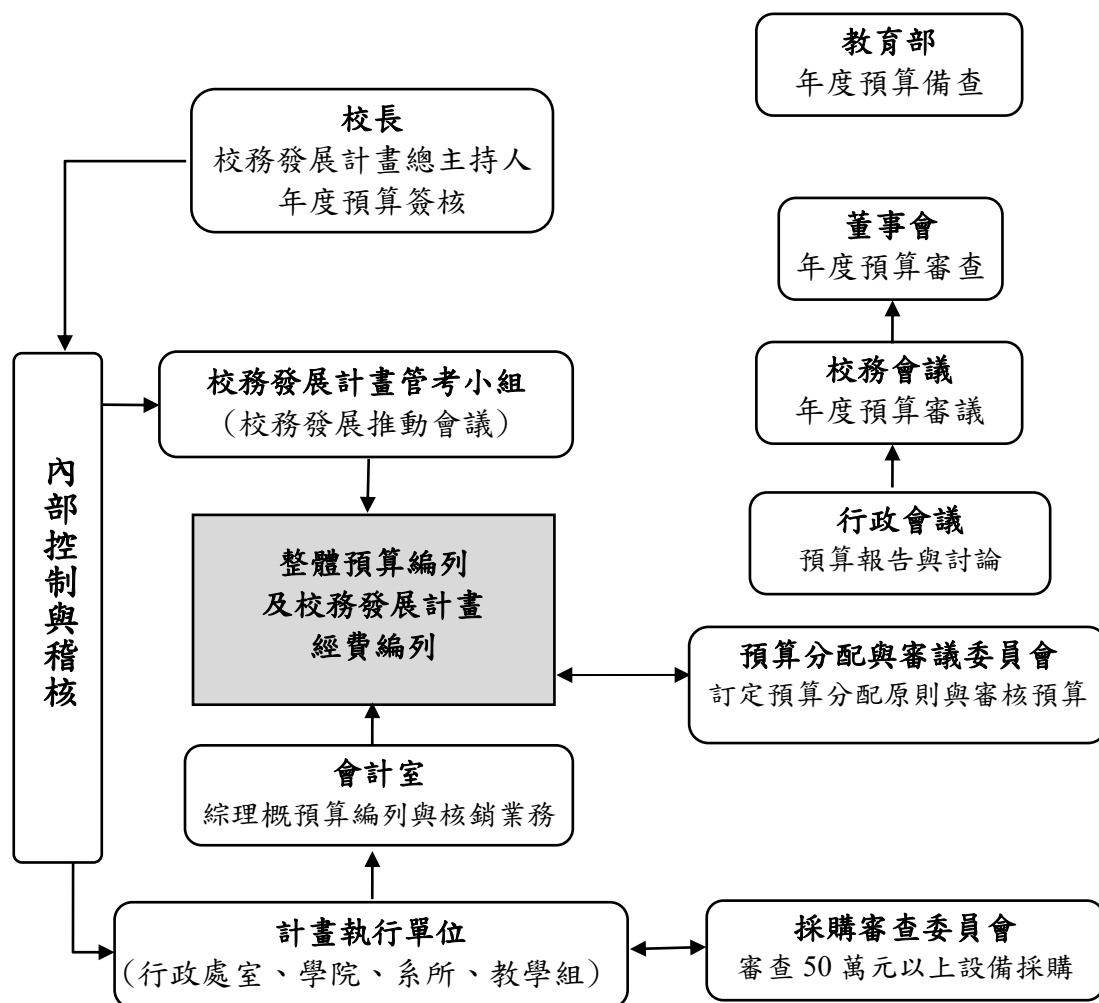 教育部
年度預算備查
校長
校務發展計畫總主持人
年度預算簽核
董事會
年度預算審查
校務發展計畫管考小組
（校務發展推動會議）
校務會議
年度預算審議
內部控制與稽核
行政會議
預算報告與討論
整體預算編列
及校務發展計畫
經費編列
預算分配與審議委員會
訂定預算分配原則與審核預算
會計室
綜理概預算編列與核銷業務
計畫執行單位
（行政處室、學院、系所、教學組）
採購審查委員會
審查 50 萬元以上設備採購